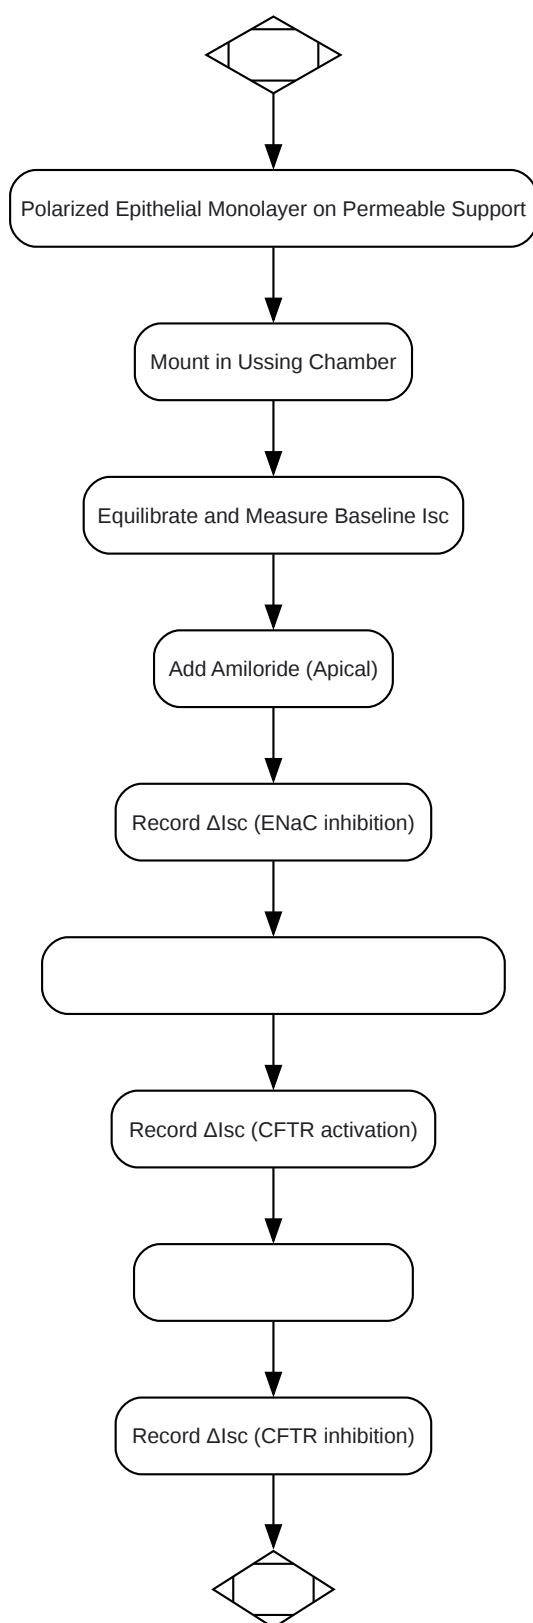 Polarized Epithelial Monolayer on Permeable Support
Mount in Ussing Chamber
Equilibrate and Measure Baseline Isc
Add Amiloride (Apical)
Record ΔIsc (ENaC inhibition)
Record ΔIsc (CFTR activation)
Record ΔIsc (CFTR inhibition)